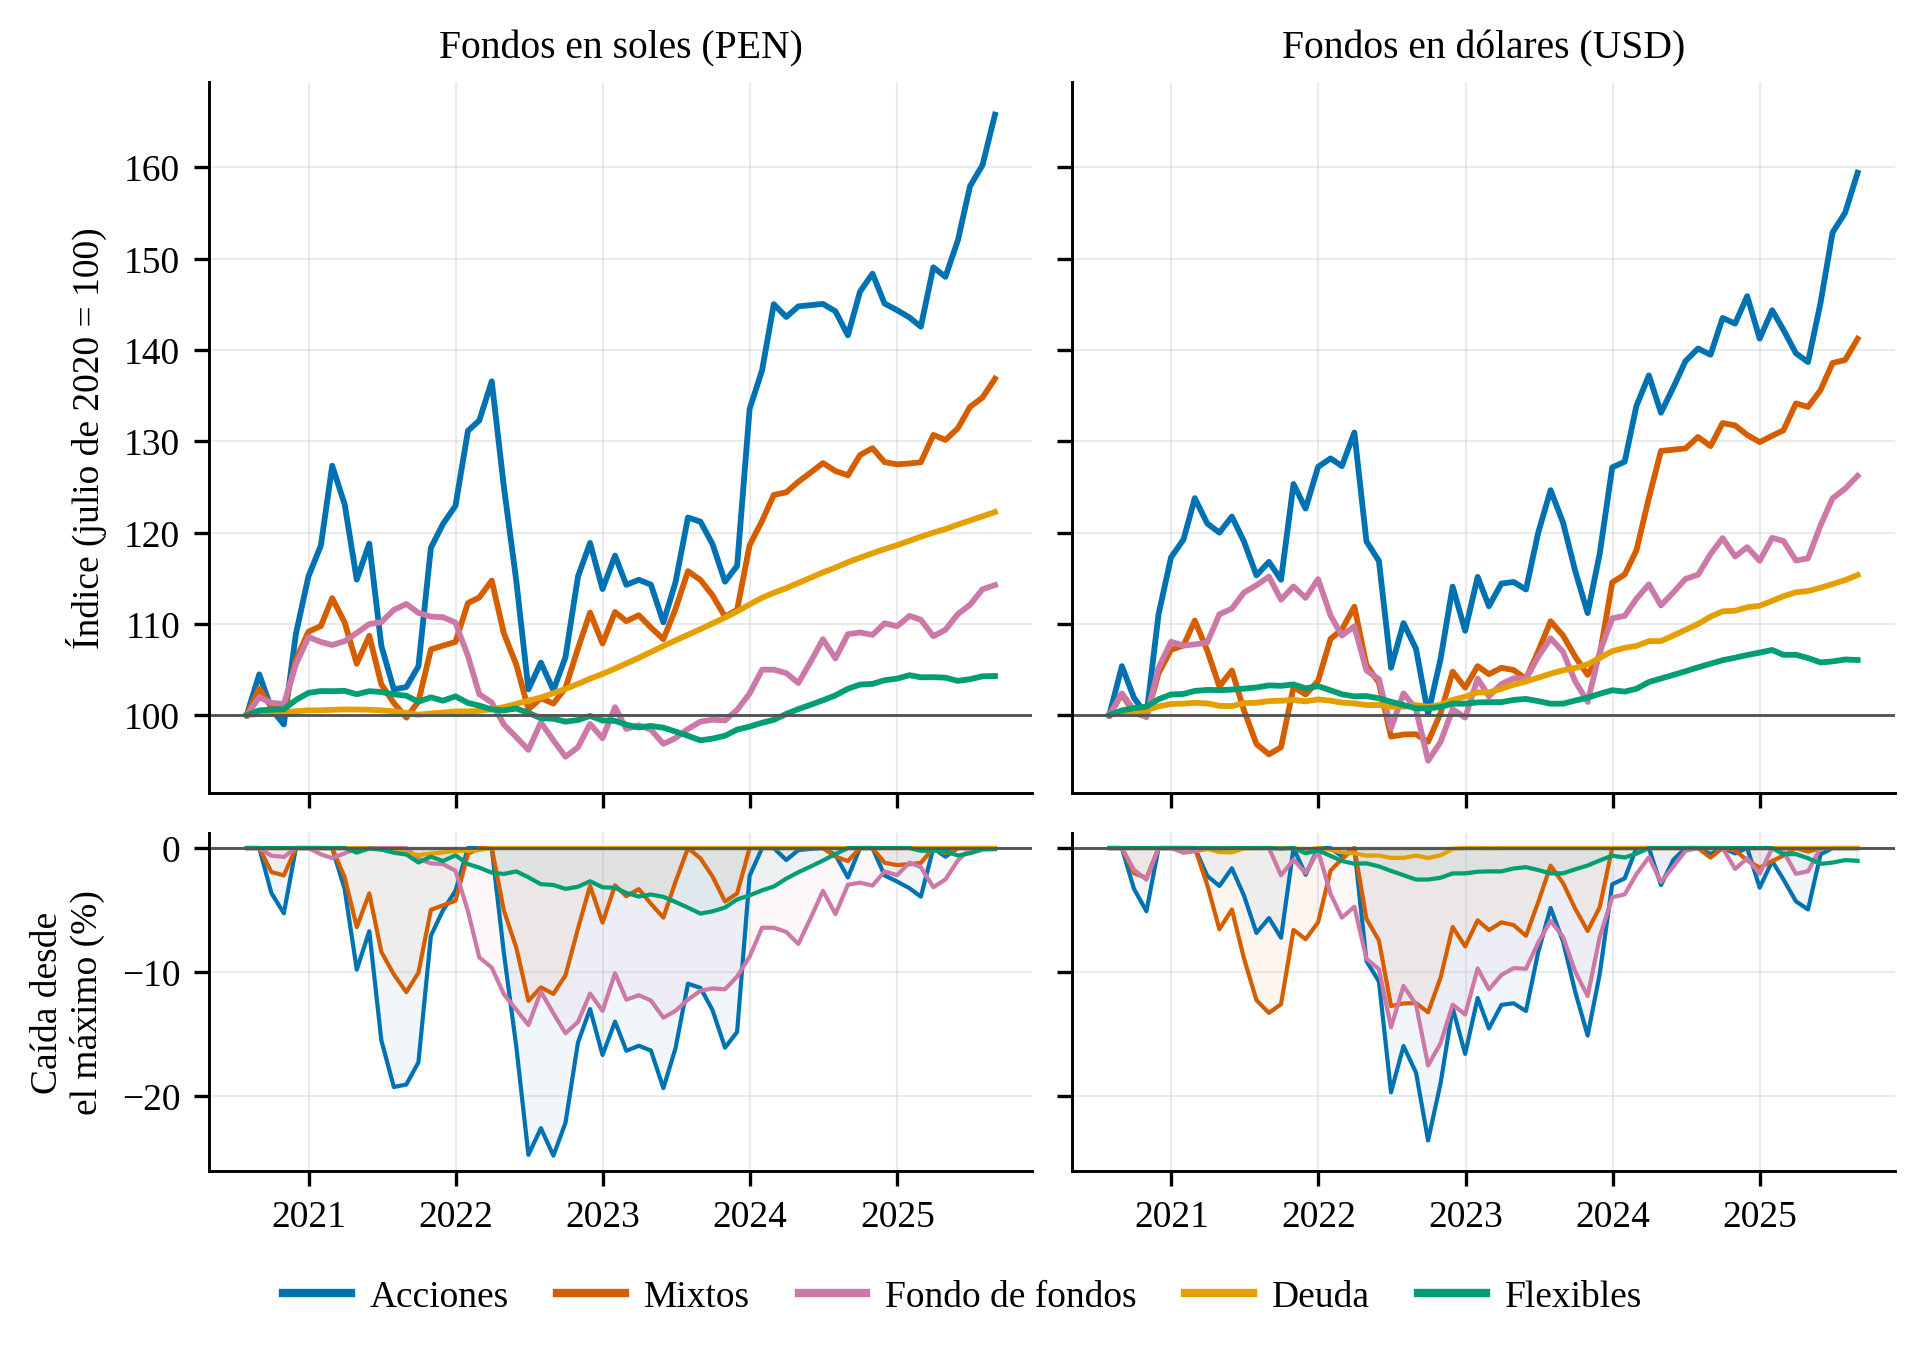 Fondos en soles (PEN)
Fondos en dólares (USD)
Índice (julio de 2020 = 100)
160
150
140
130
120
110
100
Caída desde
el máximo (%)
0
−10
−20
2021 2022 2023 2024 2025
2021 2022 2023 2024 2025
Acciones Mixtos Fondo de fondos Deuda Flexibles